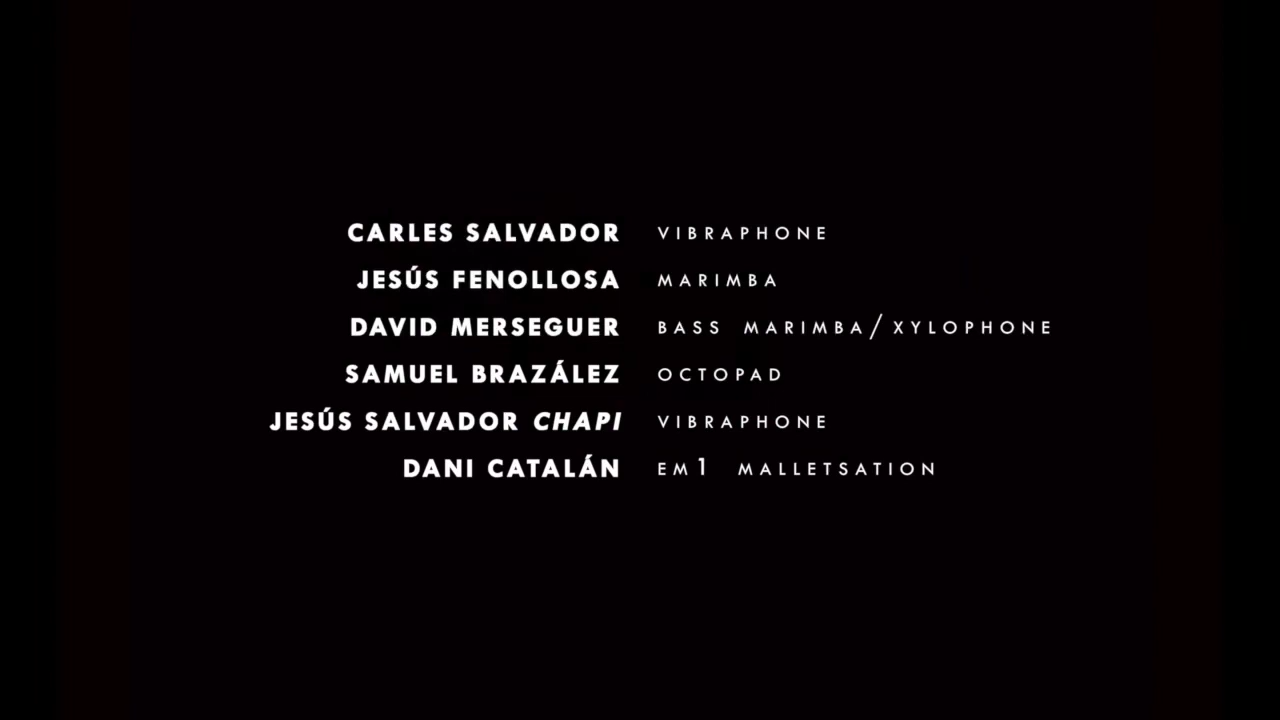 CARLES SALVADOR VIBRAPHONE
JESÚS FENOLLOSA MARIMBA
DAVID MERSEGUER BASS MARIMBA/XYLOPHONE
SAMUEL BRAZÁLEZ OCTOPAD
JESÚS SALVADOR CHAPI VIBRAPHONE
DANI CATALÁN EM1 MALLETSATION